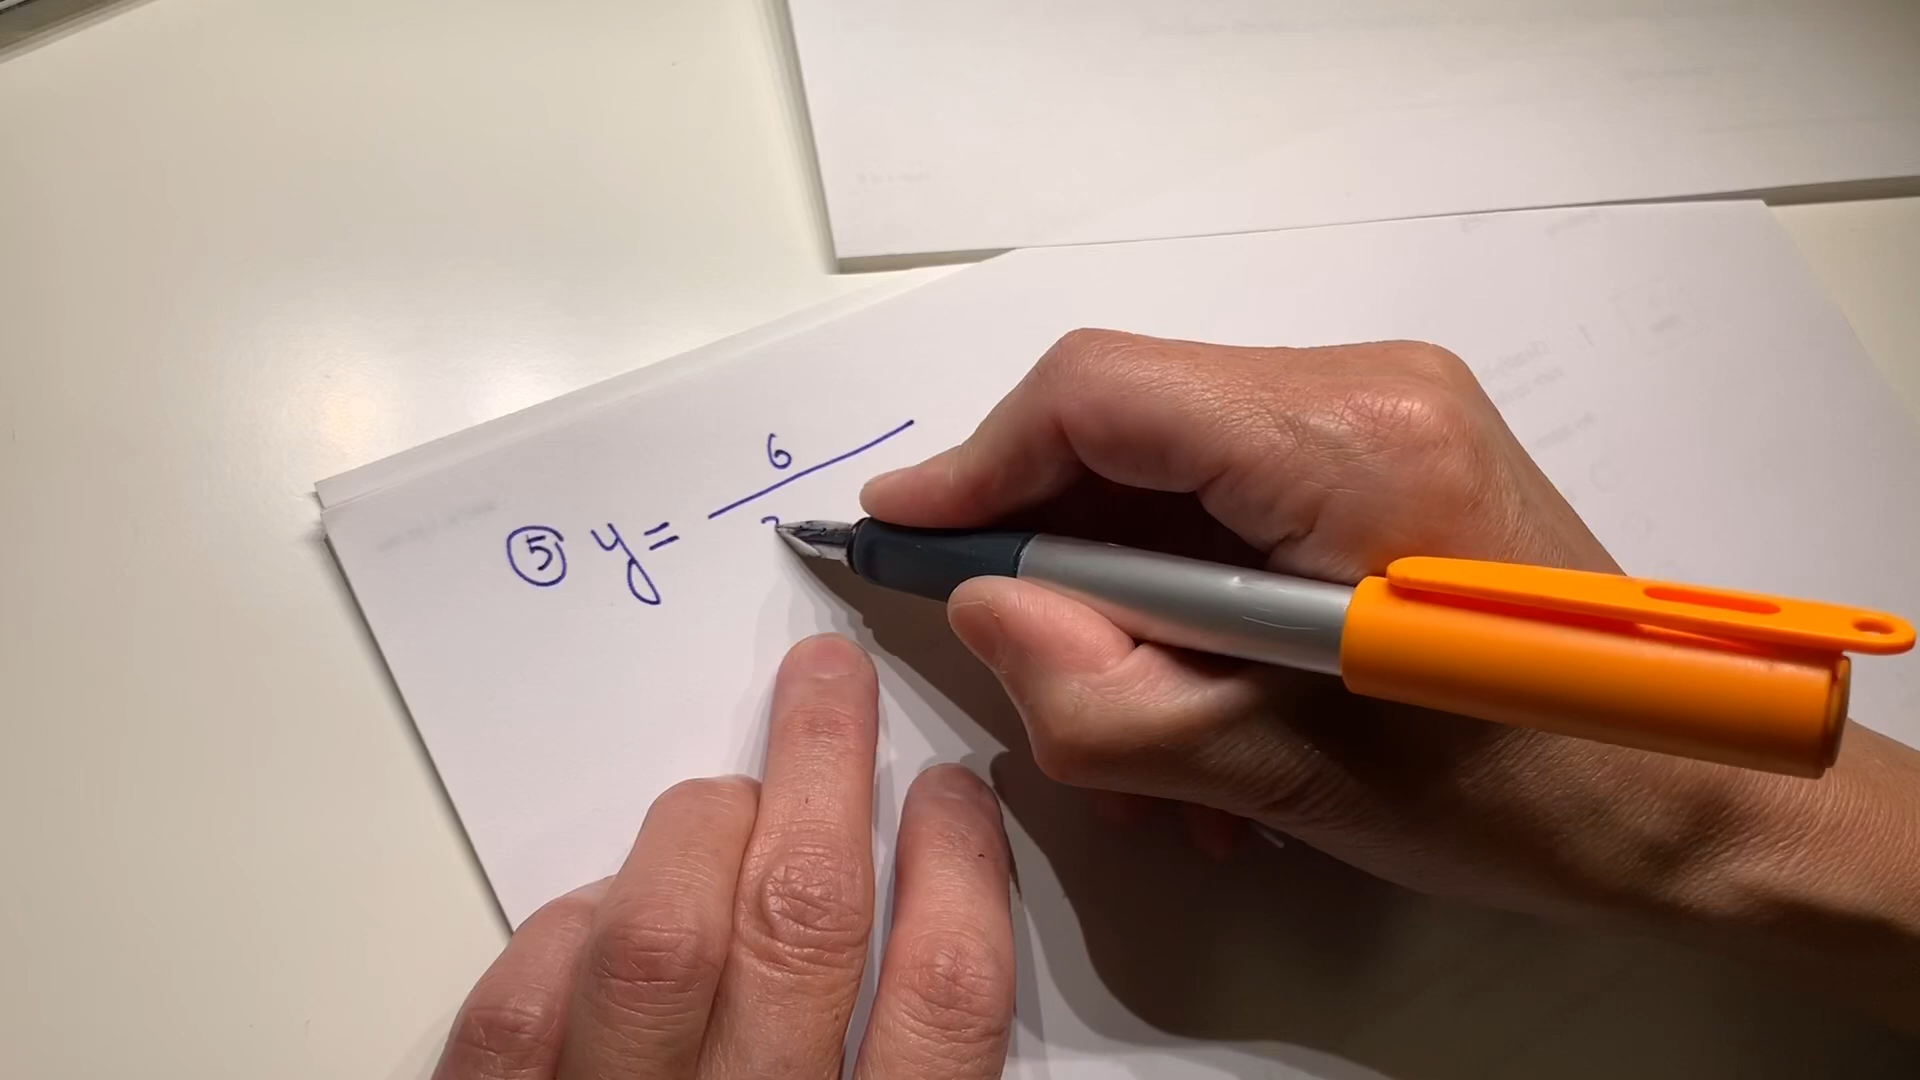 ⑤ y = 6/